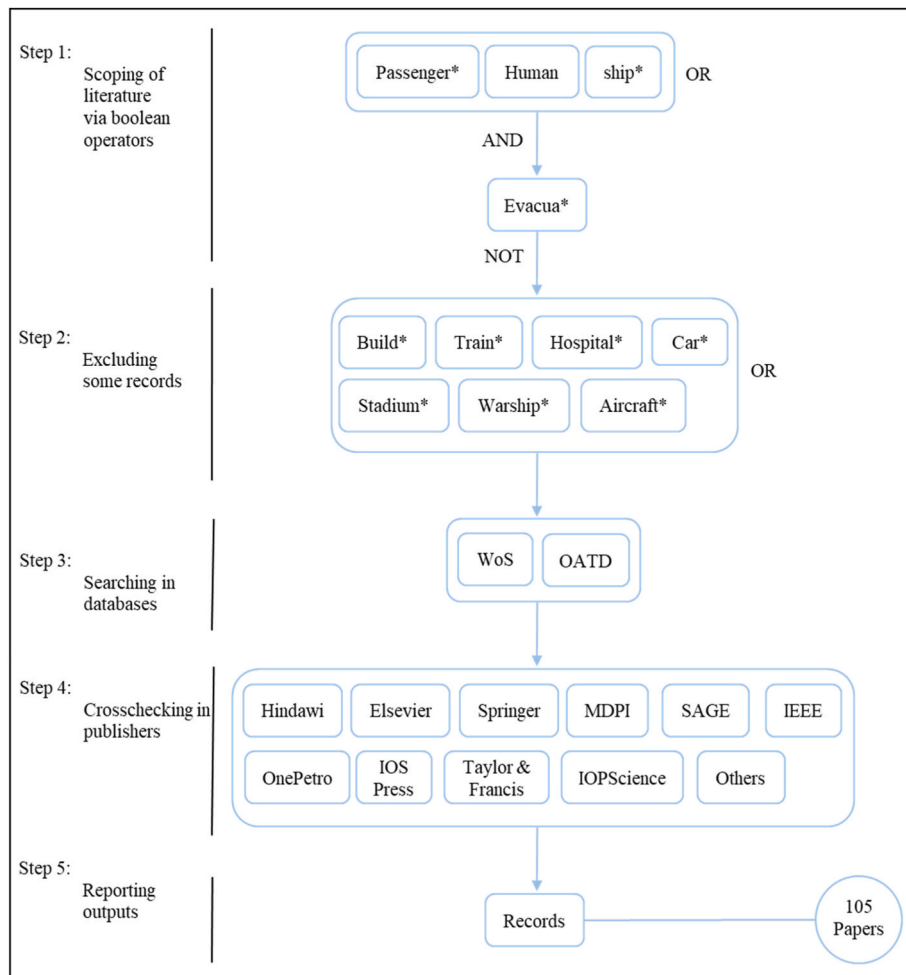 Step 1:
Scoping of
literature
via boolean
operators
Passenger*
Human
ship*
OR
AND
Evacua*
NOT
Step 2:
Excluding
some records
Build*
Train*
Hospital*
Car*
OR
Stadium*
Warship*
Aircraft*
Step 3:
Searching in
databases
WoS
OATD
Step 4:
Crosschecking in
publishers
Hindawi
Elsevier
Springer
MDPI
SAGE
IEEE
OnePetro
IOS
Press
Taylor &
Francis
IOPScience
Others
Step 5:
Reporting
outputs
Records
105
Papers